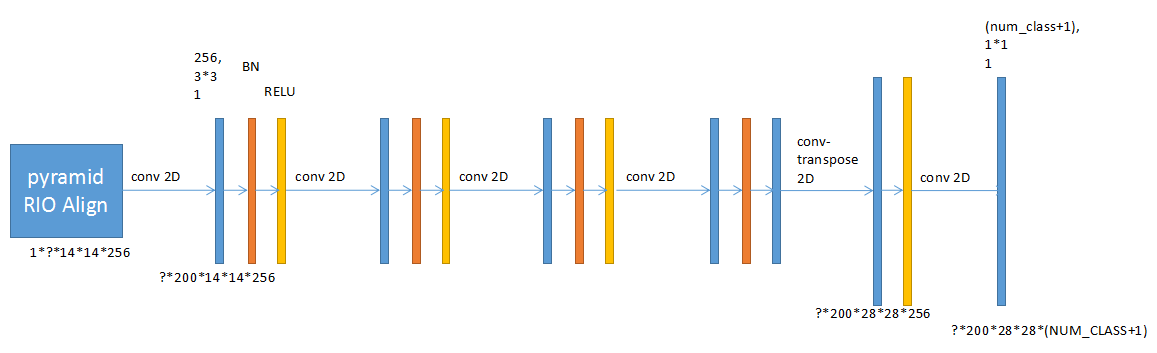 (num_class+1),
1*1
1
256,
3*3
1
BN
RELU
pyramid
RIO Align
conv 2D
conv 2D
conv 2D
conv 2D
conv-
transpose
2D
conv 2D
1*?*14*14*256
?*200*14*14*256
?*200*28*28*256
?*200*28*28*(NUM_CLASS+1)